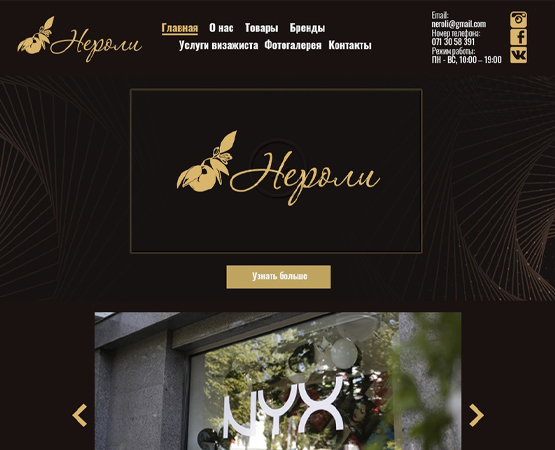 Нероли
Главная О нас Товары Бренды
Услуги визажиста Фотогалерея Контакты
Email:
neroli@gmail.com
Номер телефона:
071 30 58 391
Режим работы:
ПН - ВС, 10:00 – 19:00
Нероли
Узнать больше
NYX